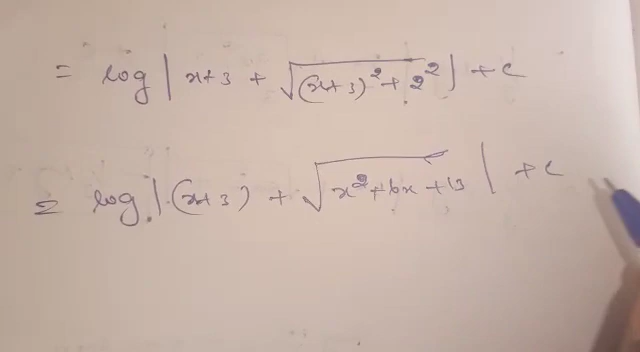 = log | x+3 + √(x+3)² + 2² | + c
= log | (x+3) + √x² + 6x + 13 | + c